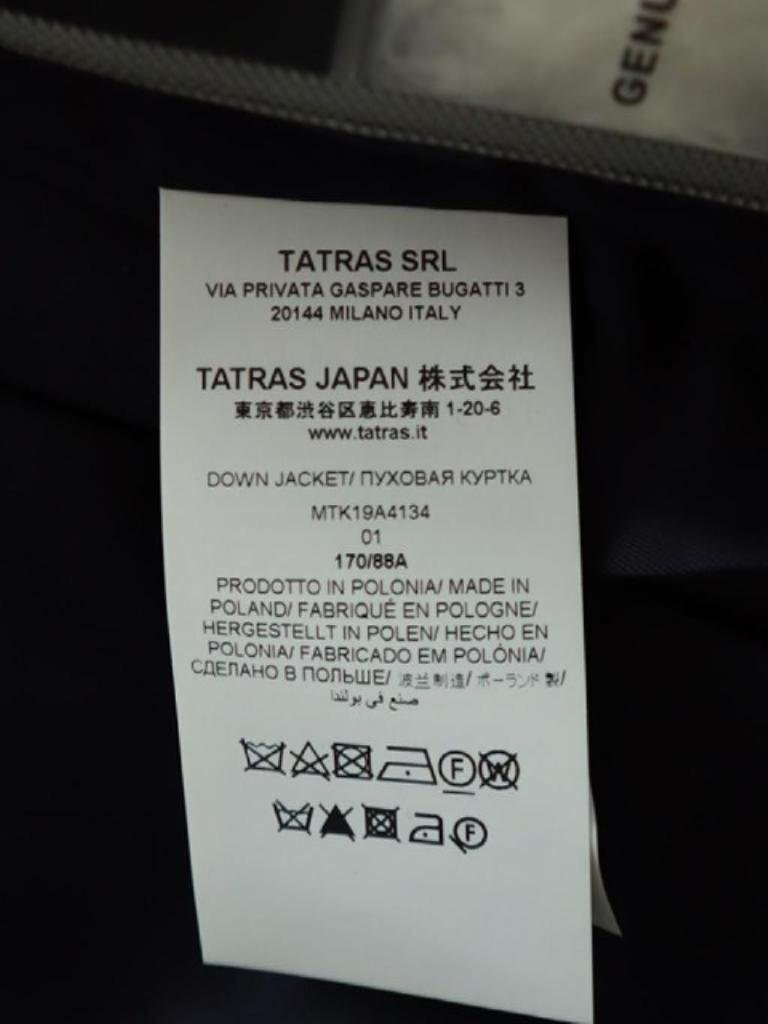 GENU
TATRAS SRL
VIA PRIVATA GASPARE BUGATTI 3
20144 MILANO ITALY
TATRAS JAPAN 株式会社
東京都渋谷区恵比寿南 1-20-6
www.tatras.it
DOWN JACKET/ ПУХОВАЯ КУРТКА
MTK19A4134
01
170/88A
PRODOTTO IN POLONIA/ MADE IN
POLAND/ FABRIQUÉ EN POLOGNE/
HERGESTELLT IN POLEN/ HECHO EN
POLONIA/ FABRICADO EM POLÓNIA/
СДЕЛАНО В ПОЛЬШЕ/ 波兰制造/ ポーランド 製/
صنع في بولندا
F W
F